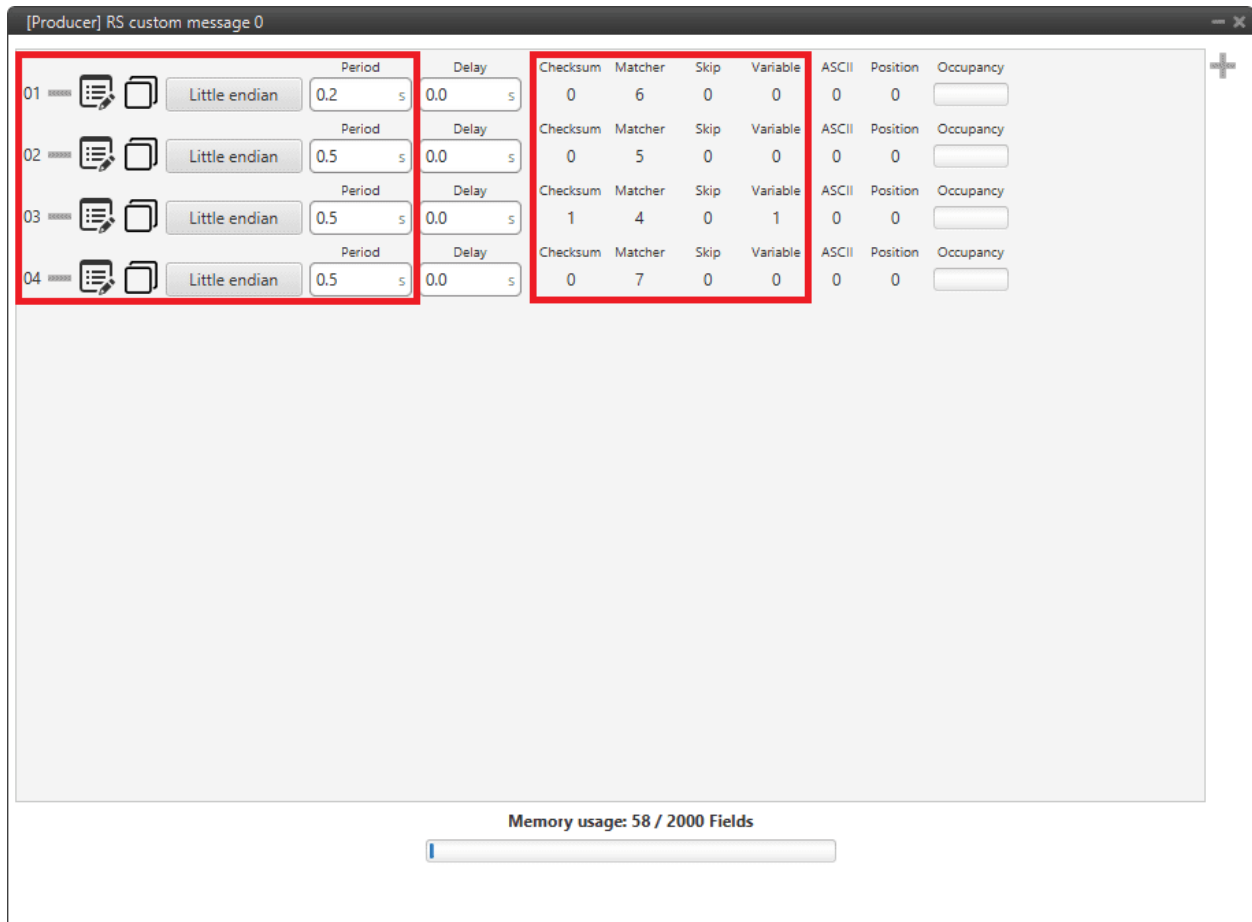 [Producer] RS custom message 0
Period Delay Checksum Matcher Skip Variable ASCII Position Occupancy
01 Little endian 0.2 s 0.0 s 0 6 0 0 0 0
Period Delay Checksum Matcher Skip Variable ASCII Position Occupancy
02 Little endian 0.5 s 0.0 s 0 5 0 0 0 0
Period Delay Checksum Matcher Skip Variable ASCII Position Occupancy
03 Little endian 0.5 s 0.0 s 1 4 0 1 0 0
Period Delay Checksum Matcher Skip Variable ASCII Position Occupancy
04 Little endian 0.5 s 0.0 s 0 7 0 0 0 0
Memory usage: 58 / 2000 Fields